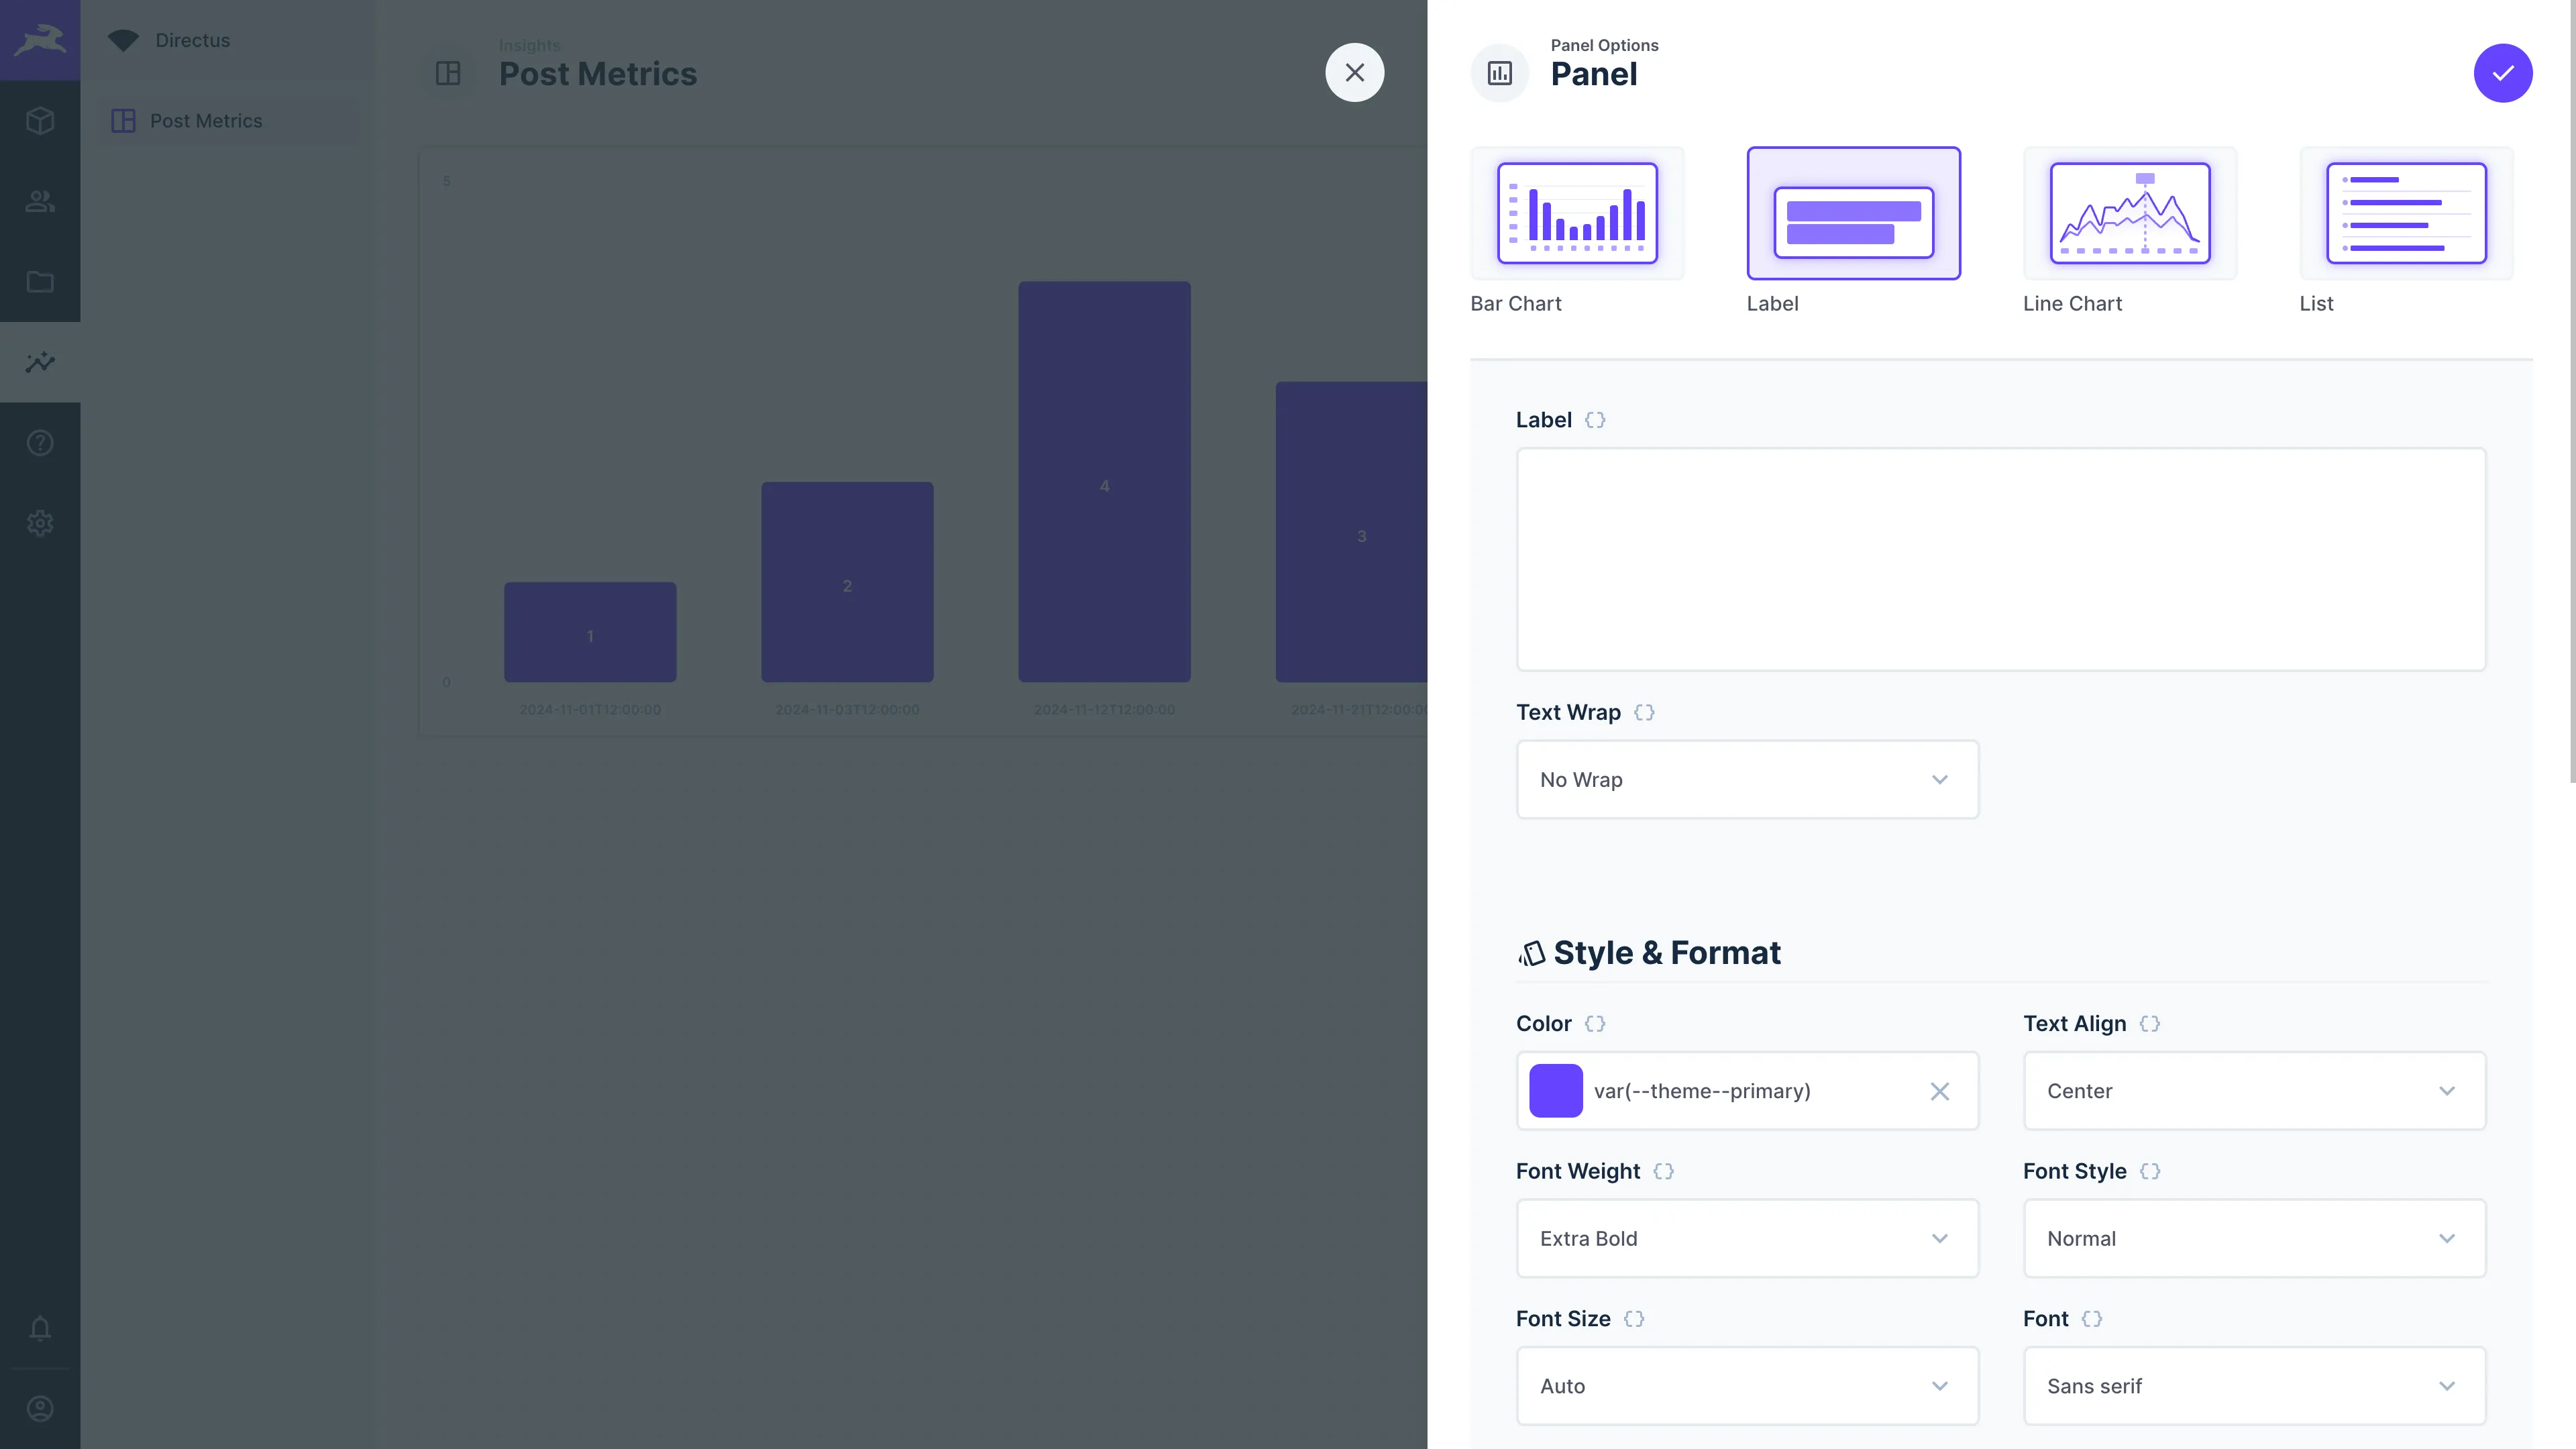 Directus
Post Metrics
Insights
Post Metrics
5
0
1
2
4
3
2024-11-01T12:00:00
2024-11-03T12:00:00
2024-11-12T12:00:00
2024-11-21T12:00:00
Panel Options
Panel
Bar Chart
Label
Line Chart
List
Label
Text Wrap
No Wrap
Style & Format
Color
Text Align
var(--theme--primary)
Center
Font Weight
Font Style
Extra Bold
Normal
Font Size
Font
Auto
Sans serif